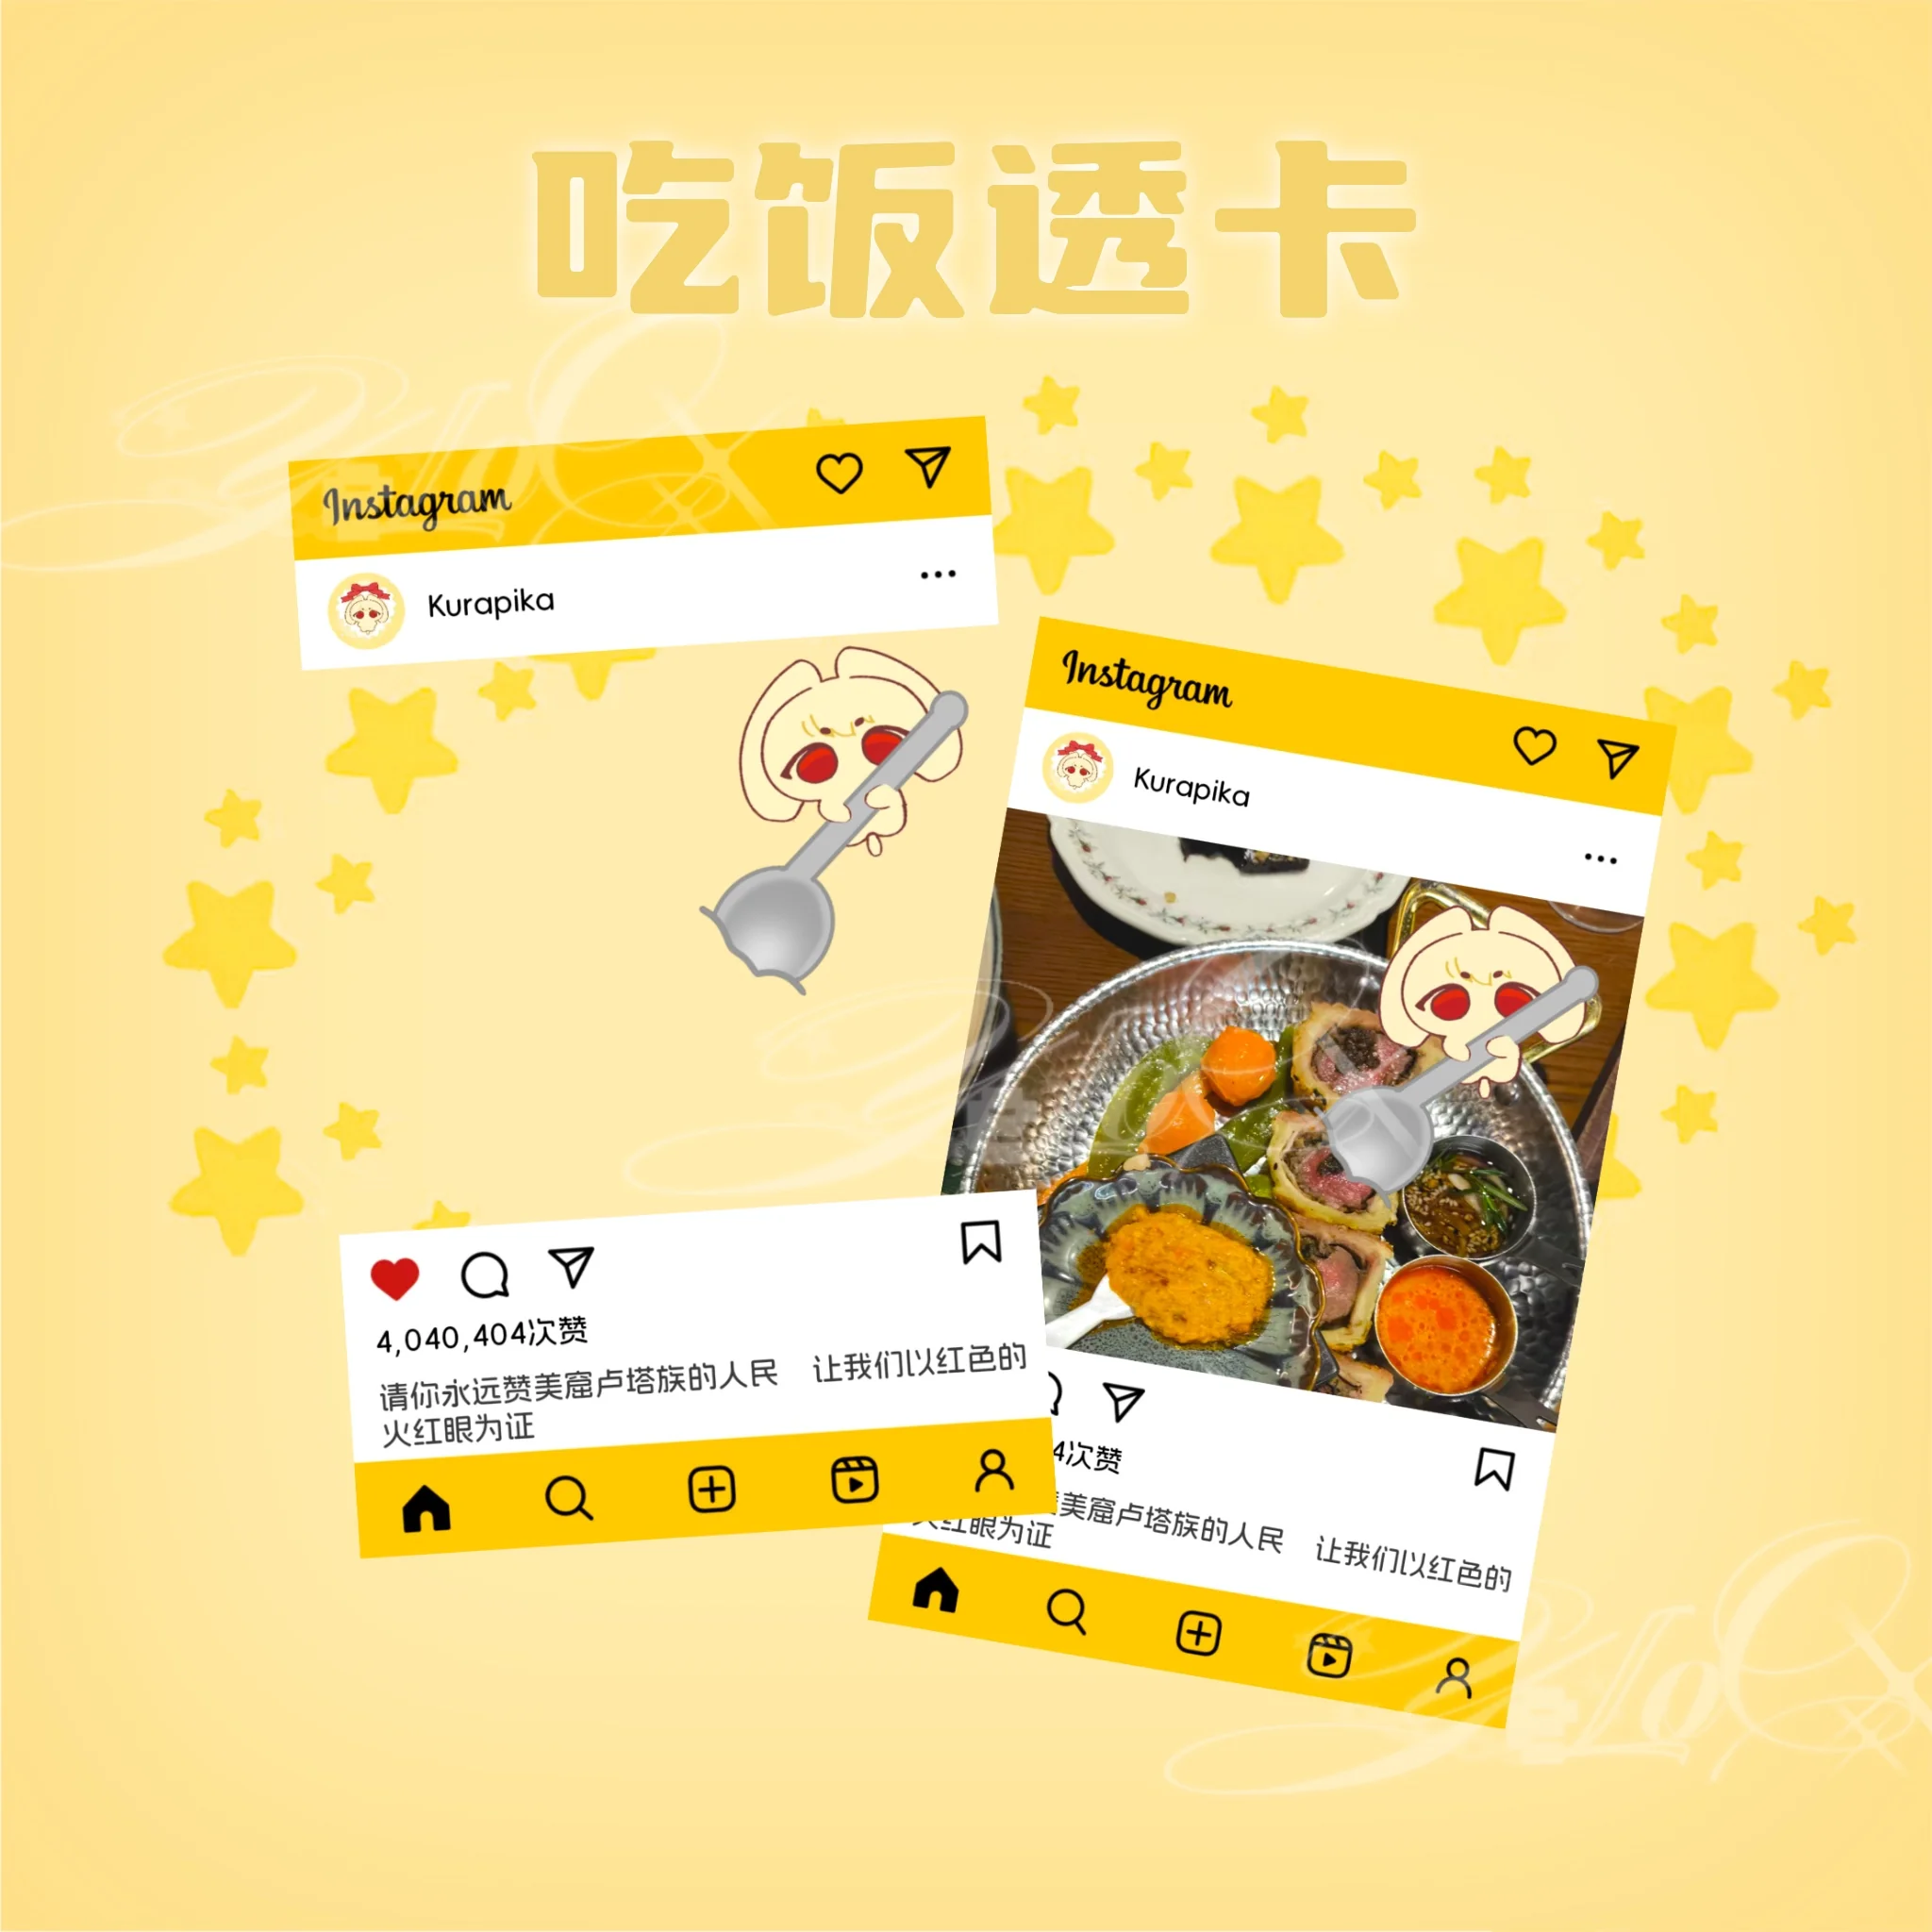 吃饭透卡
Instagram
Kurapika
4,040,404次赞
请你永远赞美窟卢塔族的人民 让我们以红色的
火红眼为证
Instagram
Kurapika
4次赞
美窟卢塔族的人民 让我们以红色的
火红眼为证